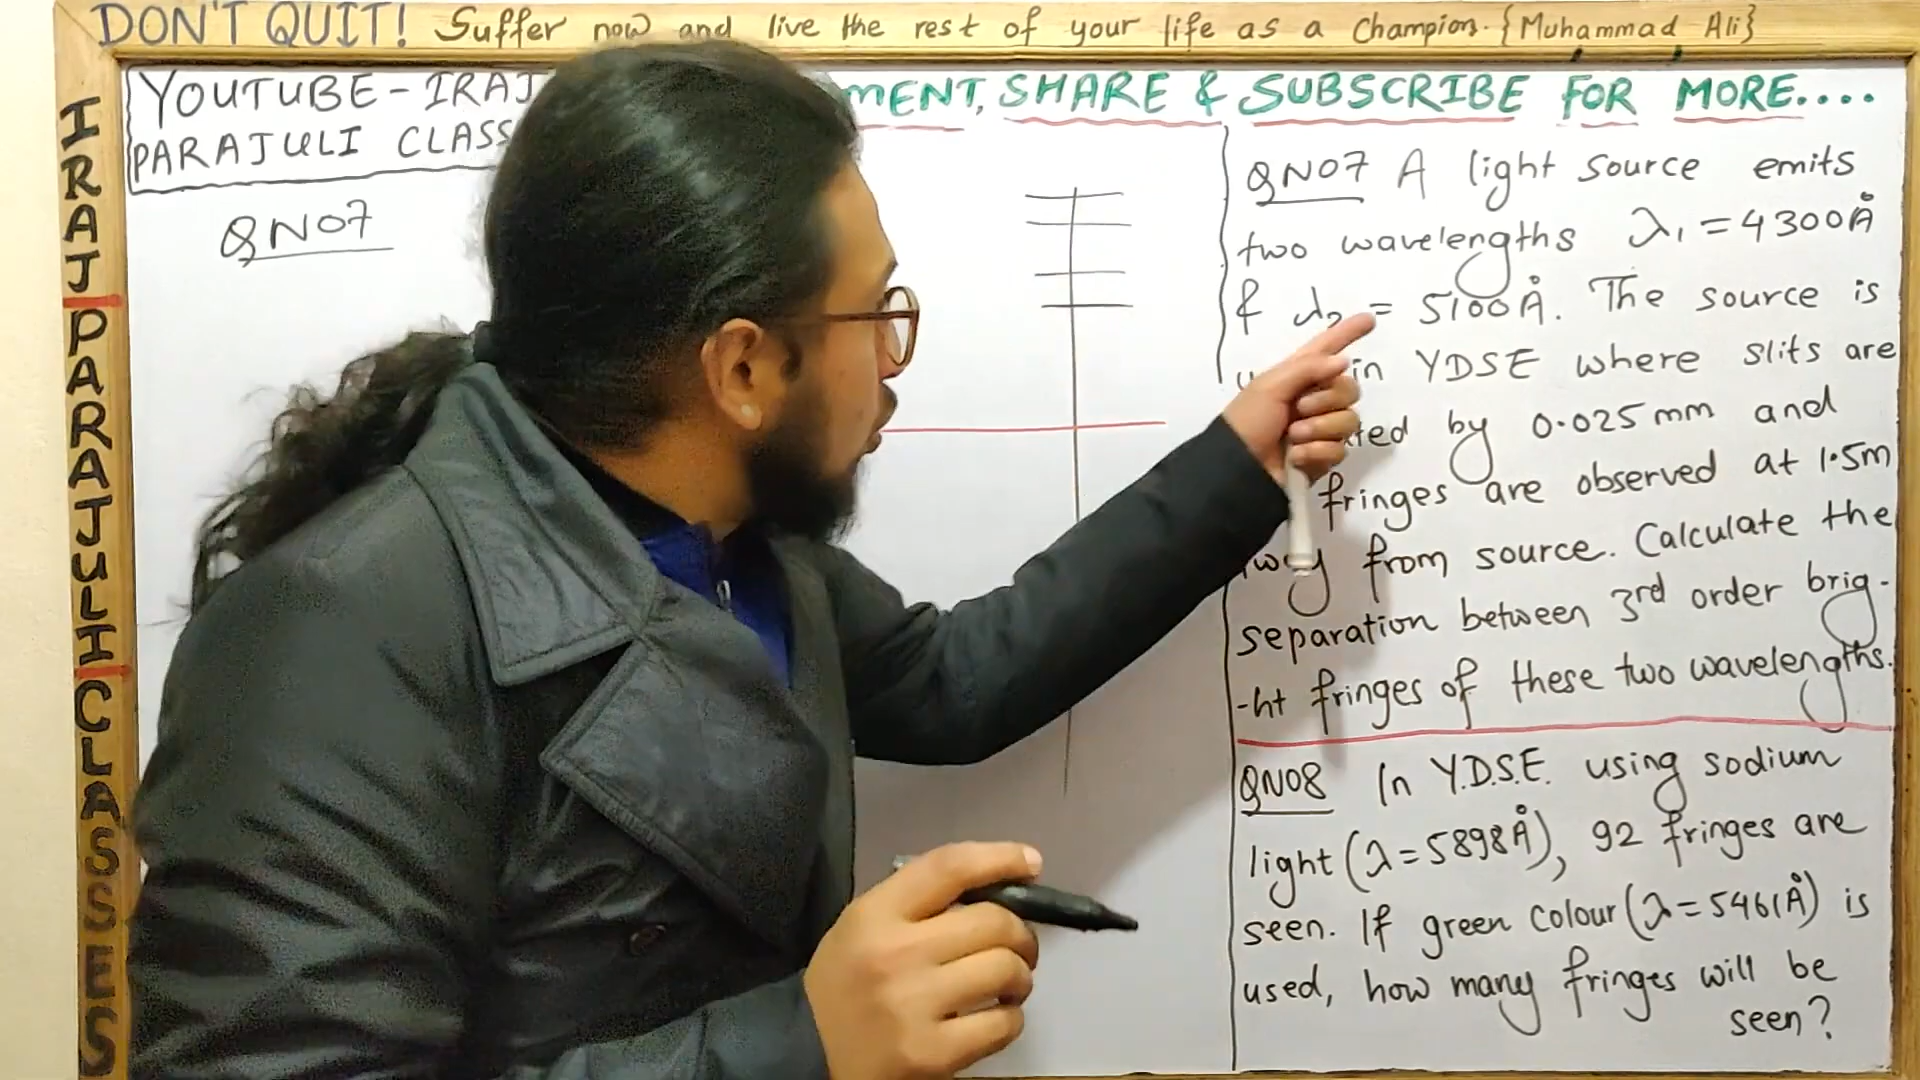 DON'T QUIT! Suffer now and live the rest of your life as a Champion. {Muhammad Ali}
IRAJ PARAJULI CLASSES
YOUTUBE - IRAJ
PARAJULI CLASS
MENT, SHARE & SUBSCRIBE FOR MORE....
QNO7
QNO7 A light source emits
two wavelengths λ₁ = 4300Å
& λ₂ = 5100Å. The source is
in YDSE where slits are
by 0.025 mm and
fringes are observed at 1.5m
from source. Calculate the
separation between 3rd order brig-
-ht fringes of these two wavelengths.
QNO8 In Y.D.S.E. using sodium
light (λ=5898Å), 92 fringes are
seen. If green colour (λ=5461Å) is
used, how many fringes will be
seen?